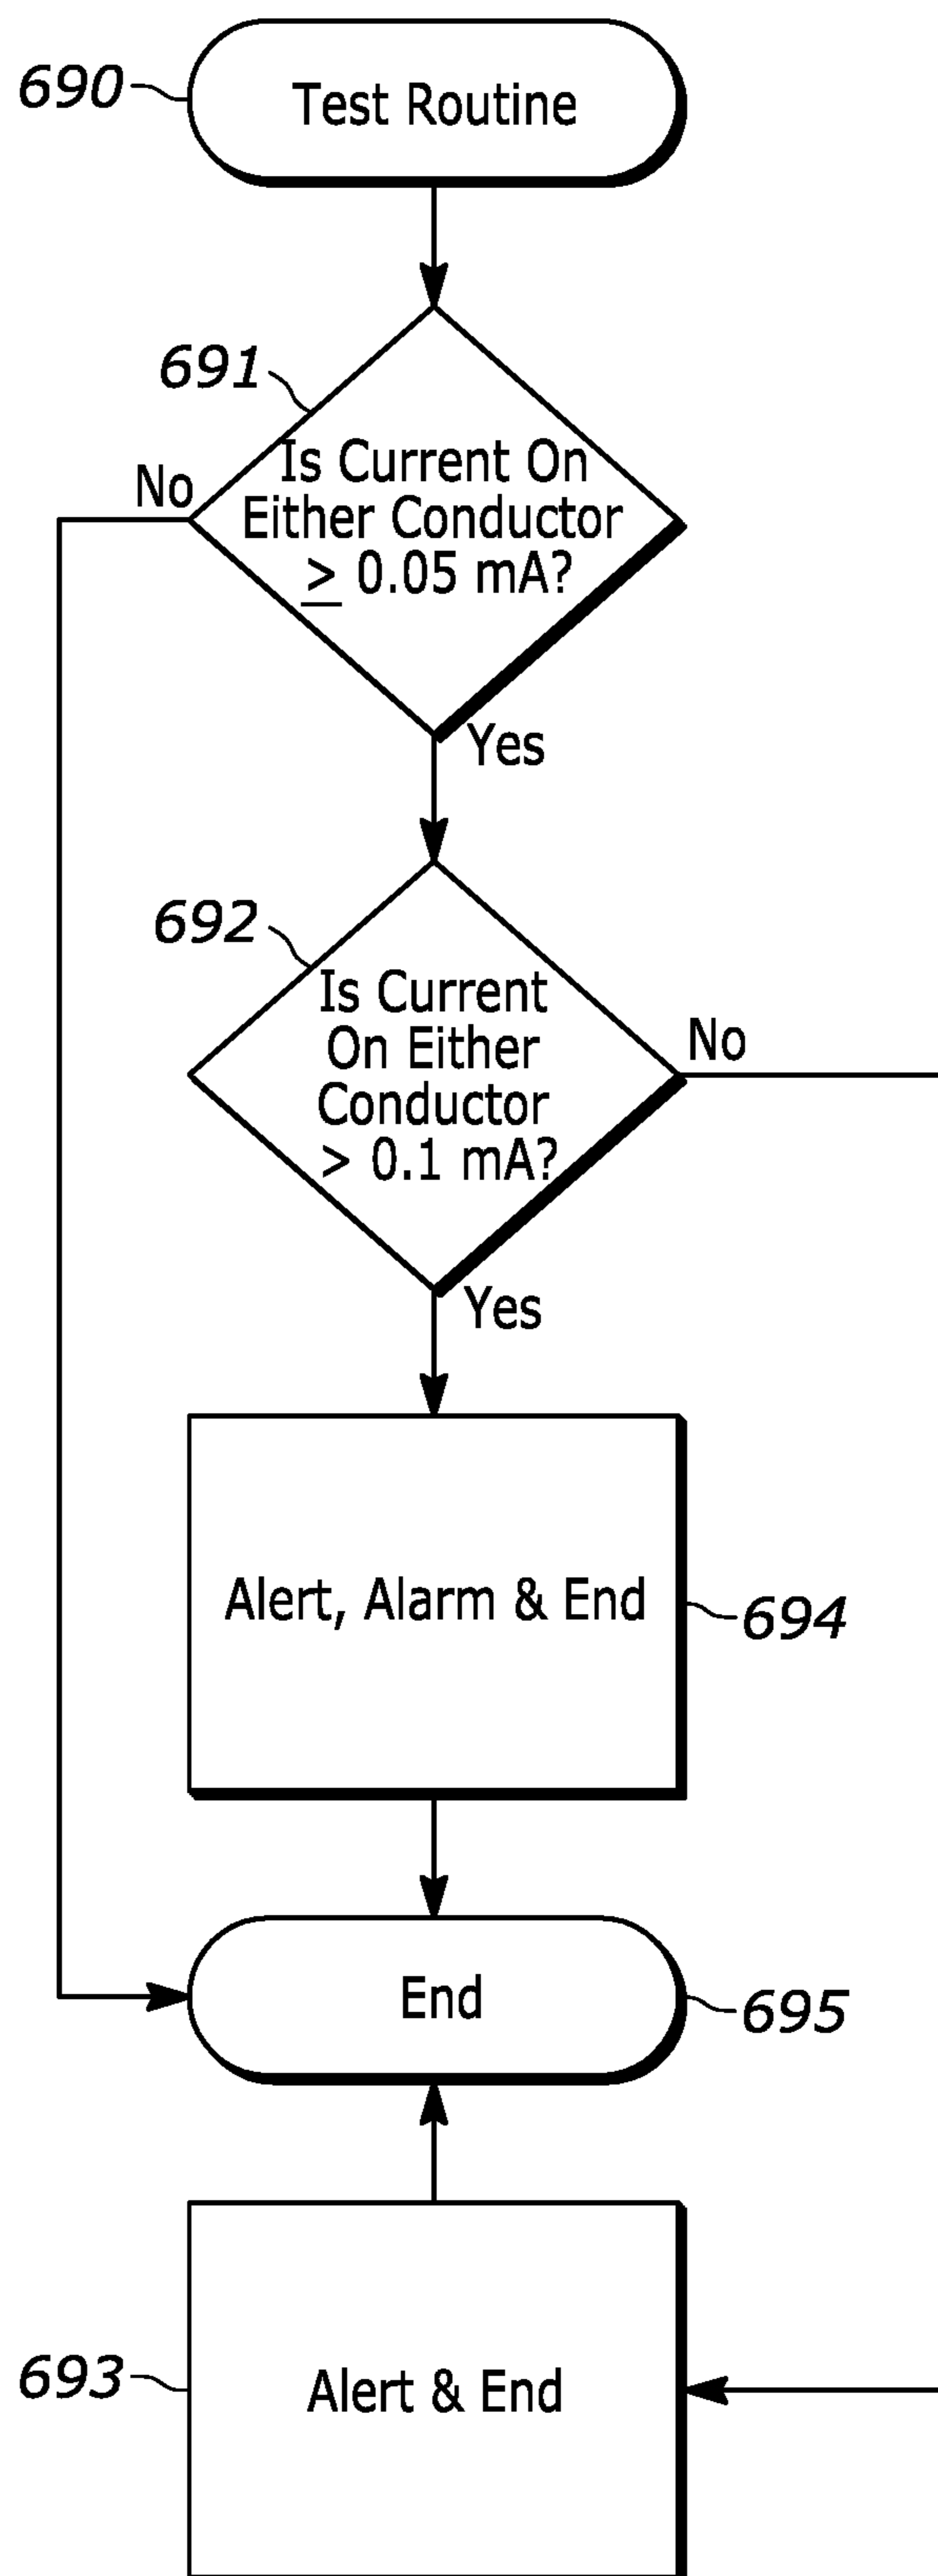 690
Test Routine
691
No
Is Current On
Either Conductor
≥ 0.05 mA?
Yes
692
Is Current
On Either
Conductor
> 0.1 mA?
No
Yes
Alert, Alarm & End
694
End
695
693
Alert & End